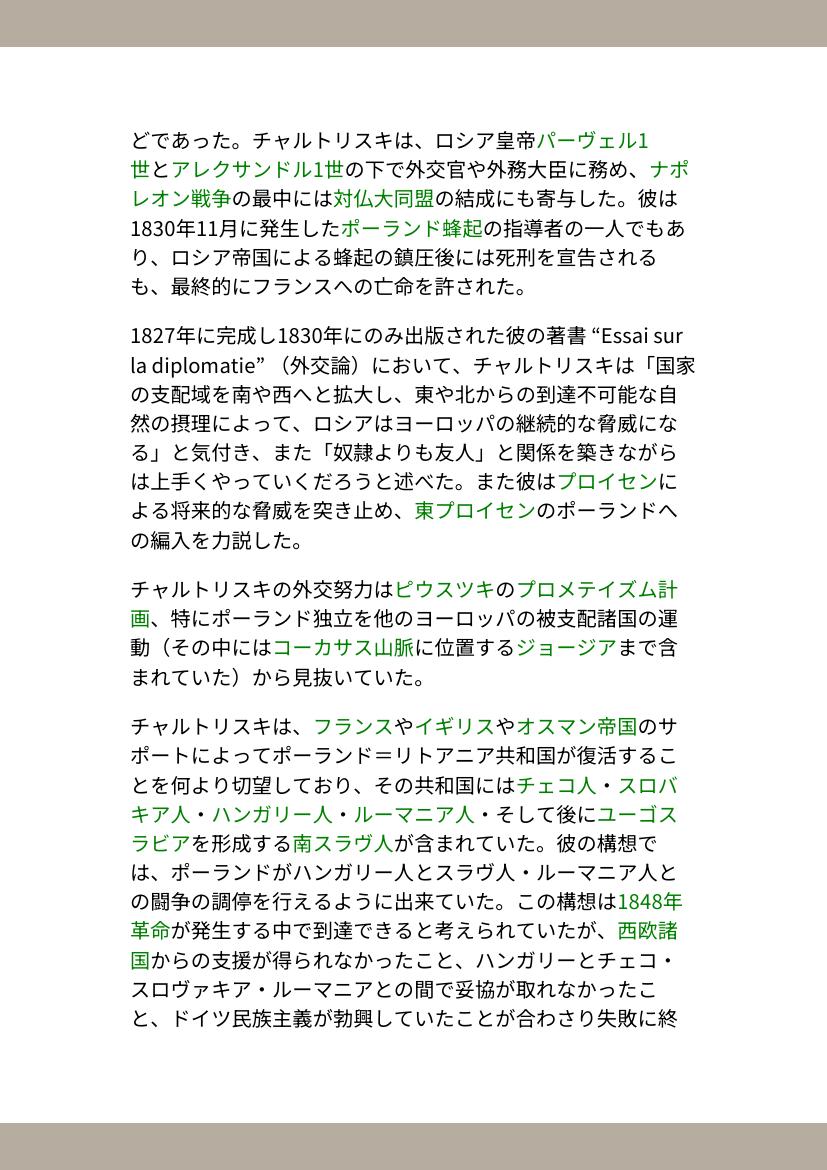 どであった。チャルトリスキは、ロシア皇帝パーヴェル1
世とアレクサンドル1世の下で外交官や外務大臣に務め、ナポ
レオン戦争の最中には対仏大同盟の結成にも寄与した。彼は
1830年11月に発生したポーランド蜂起の指導者の一人でもあ
り、ロシア帝国による蜂起の鎮圧後には死刑を宣告される
も、最終的にフランスへの亡命を許された。
1827年に完成し1830年にのみ出版された彼の著書 “Essai sur
la diplomatie” （外交論）において、チャルトリスキは「国家
の支配域を南や西へと拡大し、東や北からの到達不可能な自
然の摂理によって、ロシアはヨーロッパの継続的な脅威にな
る」と気付き、また「奴隷よりも友人」と関係を築きながら
は上手くやっていくだろうと述べた。また彼はプロイセンに
よる将来的な脅威を突き止め、東プロイセンのポーランドへ
の編入を力説した。
チャルトリスキの外交努力はピウスツキのプロメテイズム計
画、特にポーランド独立を他のヨーロッパの被支配諸国の運
動（その中にはコーカサス山脈に位置するジョージアまで含
まれていた）から見抜いていた。
チャルトリスキは、フランスやイギリスやオスマン帝国のサ
ポートによってポーランド＝リトアニア共和国が復活するこ
とを何より切望しており、その共和国にはチェコ人・スロバ
キア人・ハンガリー人・ルーマニア人・そして後にユーゴス
ラビアを形成する南スラヴ人が含まれていた。彼の構想で
は、ポーランドがハンガリー人とスラヴ人・ルーマニア人と
の闘争の調停を行えるように出来ていた。この構想は1848年
革命が発生する中で到達できると考えられていたが、西欧諸
国からの支援が得られなかったこと、ハンガリーとチェコ・
スロヴァキア・ルーマニアとの間で妥協が取れなかったこ
と、ドイツ民族主義が勃興していたことが合わさり失敗に終